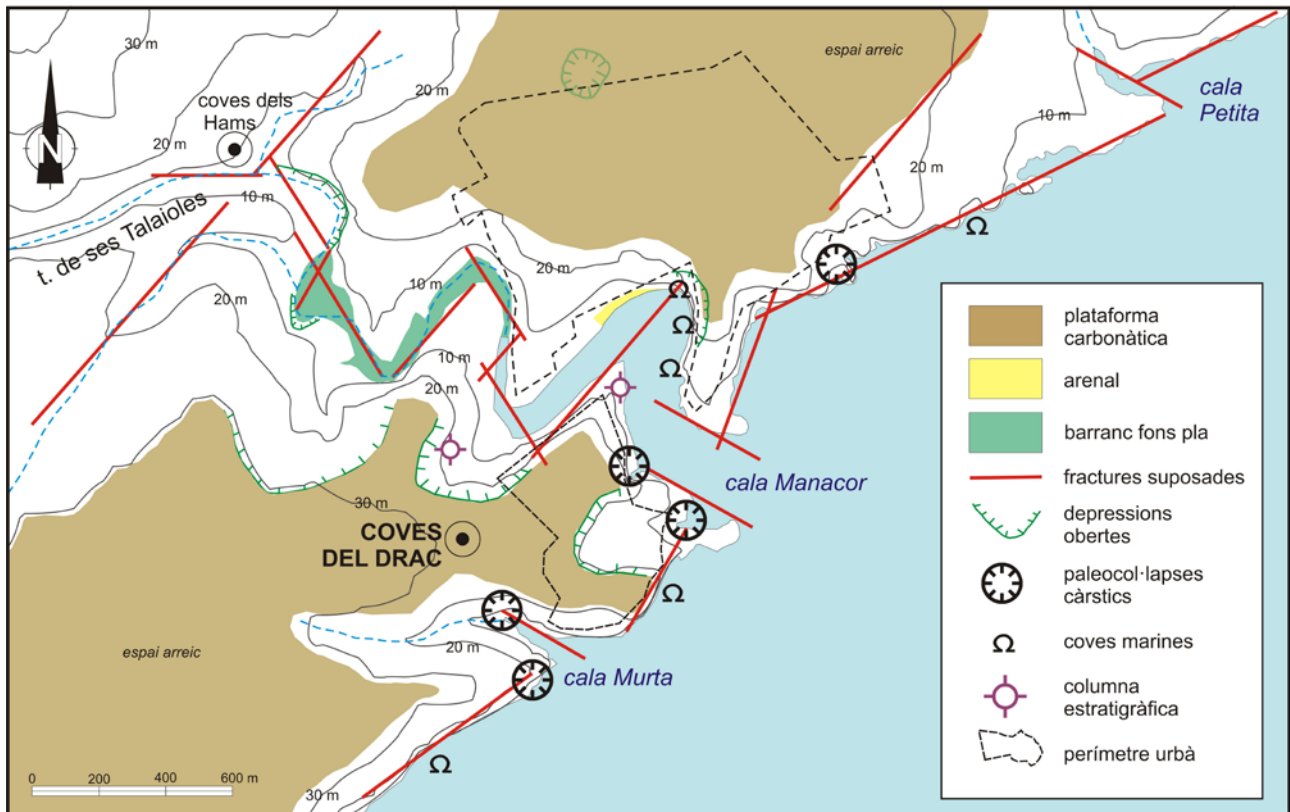 30 m
espai arreic
cala
Petita
coves dels
Hams
20 m
20 m
10 m
20 m
N
10 m
t. de ses Talaioles
20 m
10 m
20 m
10 m
20 m
30 m
cala Manacor
COVES
DEL DRAC
espai arreic
20 m
cala Murta
0 200 400 600 m
30 m
plataforma
carbonàtica
arenal
barranc fons pla
fractures suposades
depressions
obertes
paleocol·lapses
càrstics
Ω coves marines
columna
estratigràfica
perímetre urbà